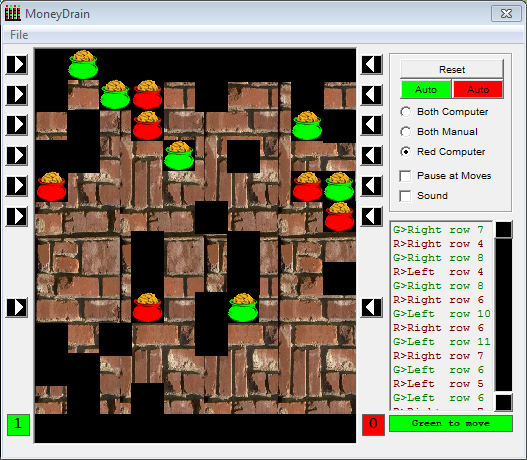 MoneyDrain
File
Reset
Auto Auto
Both Computer
Both Manual
Red Computer
Pause at Moves
Sound
G>Right row 7
R>Right row 4
G>Right row 8
R>Left row 4
G>Right row 8
R>Right row 6
G>Left row 10
R>Right row 6
G>Left row 11
R>Right row 7
G>Left row 6
R>Left row 5
G>Left row 6
1
0
Green to move